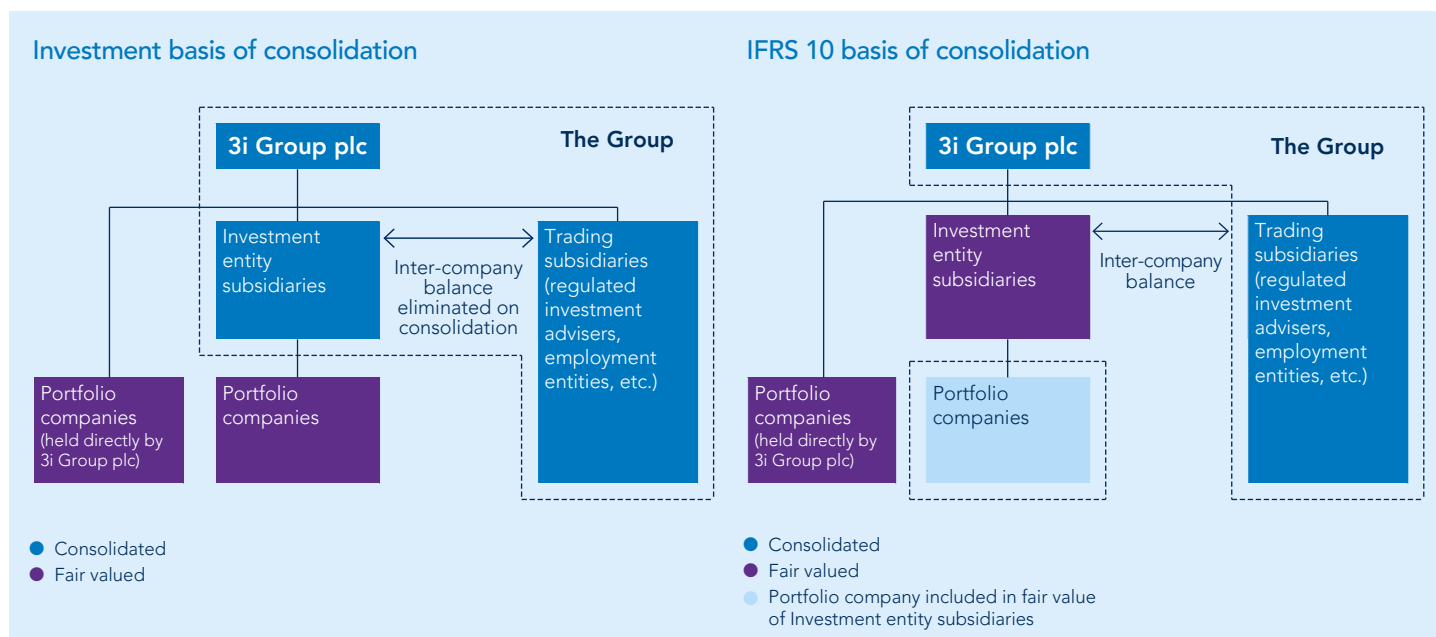 Investment basis of consolidation
3i Group plc
The Group
Investment
entity
subsidiaries
Inter-company
balance
eliminated on
consolidation
Trading
subsidiaries
(regulated
investment
advisers,
employment
entities, etc.)
Portfolio
companies
(held directly by
3i Group plc)
Portfolio
companies
Consolidated
Fair valued
IFRS 10 basis of consolidation
3i Group plc
The Group
Investment
entity
subsidiaries
Inter-company
balance
Trading
subsidiaries
(regulated
investment
advisers,
employment
entities, etc.)
Portfolio
companies
(held directly by
3i Group plc)
Portfolio
companies
Consolidated
Fair valued
Portfolio company included in fair value
of Investment entity subsidiaries